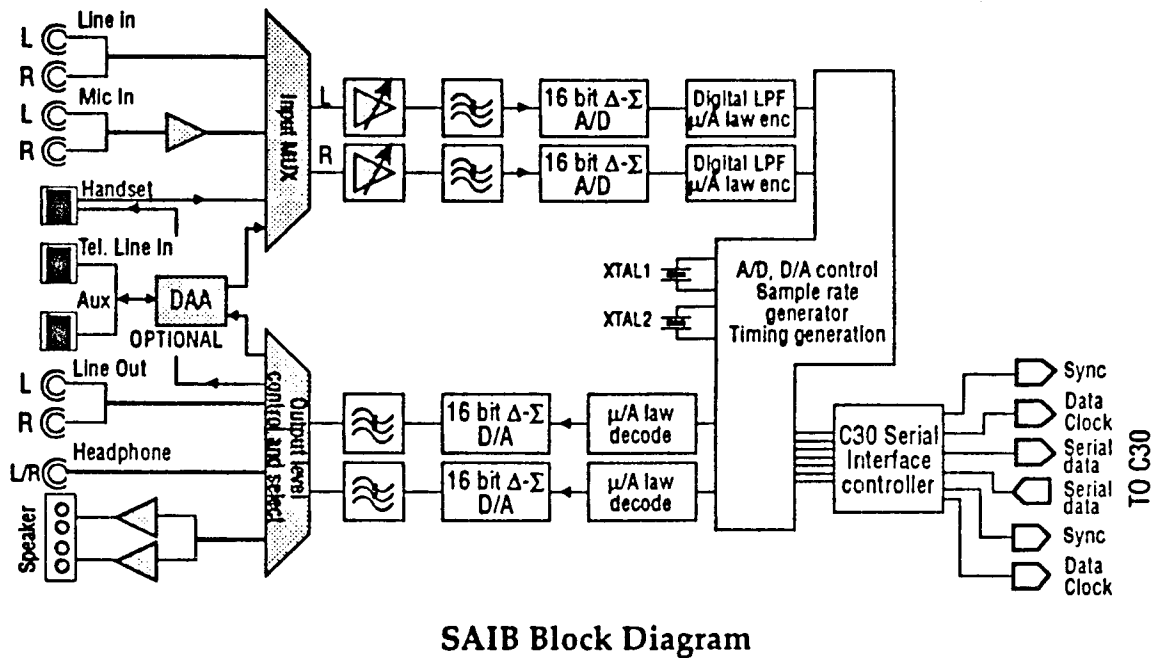 Line in
L
R
Mic In
L
R
Handset
Tel. Line In
Aux
DAA
OPTIONAL
Line Out
L
R
Headphone
L/R
Speaker
Input MUX
L
R
16 bit Δ-Σ
A/D
Digital LPF
μ/A law enc
16 bit Δ-Σ
A/D
Digital LPF
μ/A law enc
XTAL1
XTAL2
A/D, D/A control
Sample rate
generator
Timing generation
Output level
control and select
16 bit Δ-Σ
D/A
μ/A law
decode
16 bit Δ-Σ
D/A
μ/A law
decode
C30 Serial
Interface
controller
Sync
Data
Clock
Serial
data
Serial
data
Sync
Data
Clock
TO C30
SAIB Block Diagram